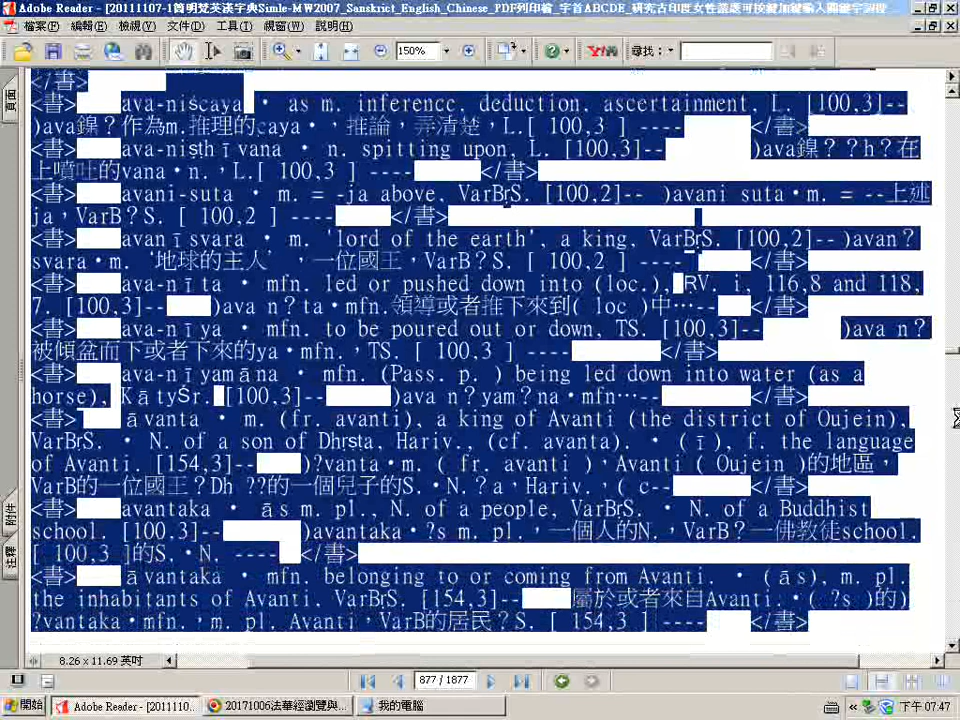 Adobe Reader - [20111107-1簡明梵英漢字典Simle-MW2007_Sanskrict_English_Chinese_PDF列印檔_字首ABCDE_研究古印度女性議題可按
檔案(F) 編輯(E) 檢視(V) 文件(D) 工具(T) 視窗(W) 說明(H)
150% Y! 尋找：
頁面
附件
注釋
</書>
<書> ava-niścaya • as m. inference, deduction, ascertainment, L. [100,3]--
)ava鎳？作為m.推理的caya•，推論，弄清楚，L.[ 100,3 ] ---- </書>
<書> ava-niṣṭhīvana • n. spitting upon, L. [100,3]-- )ava鎳？？h？在
上噴吐的vana•n.，L.[ 100,3 ] ---- </書>
<書> avani-suta • m. = -ja above, VarBṛS. [100,2]-- )avani suta•m. = --上述
ja，VarB？S. [ 100,2 ] ---- </書>
<書> avanīsvara • m. 'lord of the earth', a king, VarBṛS. [100,2]-- )avan？
svara•m.‘地球的主人’，一位國王，VarB？S. [ 100,2 ] ---- </書>
<書> ava-nīta • mfn. led or pushed down into (loc.), RV. i, 116,8 and 118,
7. [100,3]-- )ava n？ta•mfn.領導或者推下來到( loc )中…-- </書>
<書> ava-nīya • mfn. to be poured out or down, TS. [100,3]-- )ava n？
被傾盆而下或者下來的ya•mfn.，TS. [ 100,3 ] ---- </書>
<書> ava-nīyamāna • mfn. (Pass. p. ) being led down into water (as a
horse), KātyŚr. [100,3]-- )ava n？yam？na•mfn…-- </書>
<書> āvanta • m. (fr. avanti), a king of Avanti (the district of Oujein),
VarBṛS. • N. of a son of Dhṛṣṭa, Hariv., (cf. avanta). • (ī), f. the language
of Avanti. [154,3]-- )?vanta•m. ( fr. avanti )，Avanti ( Oujein )的地區，
VarB的一位國王？Dh ??的一個兒子的S.•N.？a，Hariv.，( c-- </書>
<書> avantaka • ās m. pl., N. of a people, VarBṛS. • N. of a Buddhist
school. [100,3]-- )avantaka•?s m. pl.，一個人的N.，VarB？一佛教徒school.
[ 100,3 ]的S.•N. ---- </書>
<書> āvantaka • mfn. belonging to or coming from Avanti. • (ās), m. pl.
the inhabitants of Avanti, VarBṛS. [154,3]-- 屬於或者來自Avanti.•( ?s )的)
?vantaka•mfn.，m. pl. Avanti，VarB的居民？S. [ 154,3 ] ---- </書>
8.26 x 11.69 英吋
877 / 1877
開始 Adobe Reader - [2011110... 20171006法華經瀏覽與... 我的電腦 下午 07:47